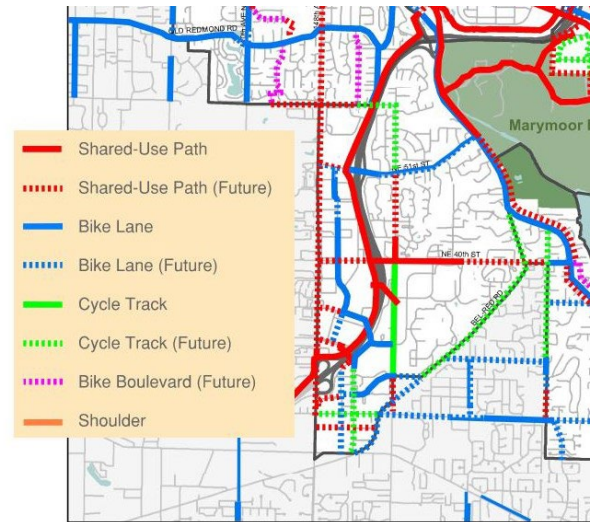 OLD REDMOND RD
148th A
Marymoor
NE 51st ST
NE 40th ST
BEL-RED RD
Shared-Use Path
Shared-Use Path (Future)
Bike Lane
Bike Lane (Future)
Cycle Track
Cycle Track (Future)
Bike Boulevard (Future)
Shoulder